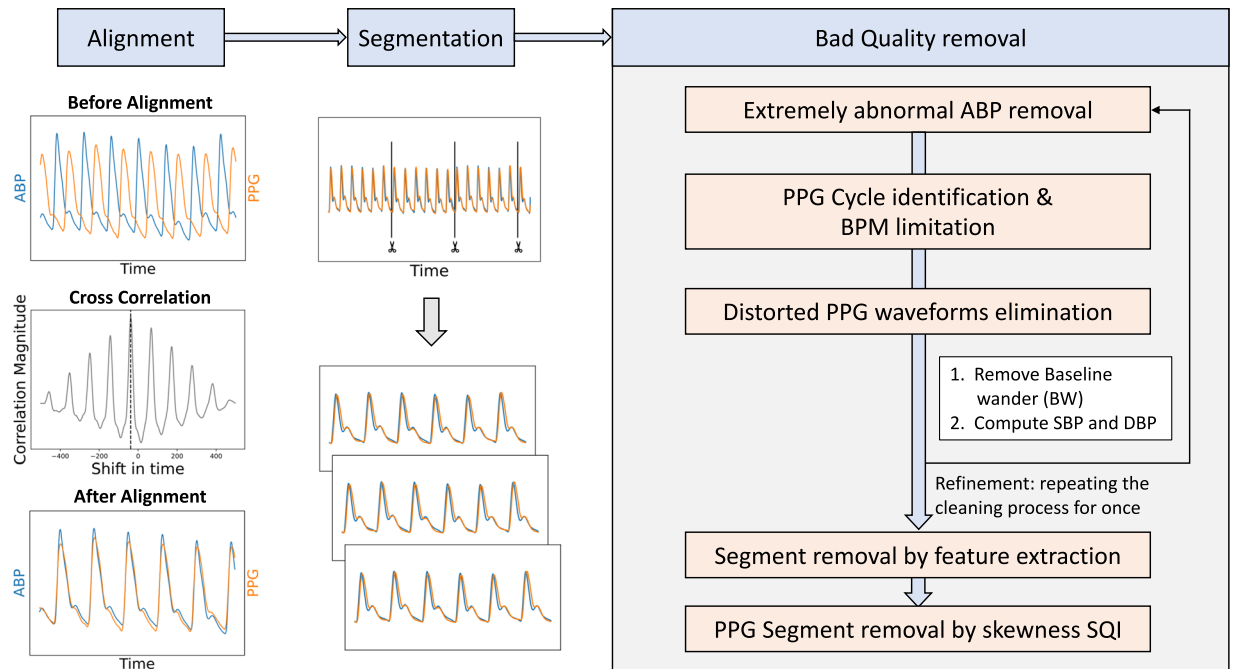 Alignment
Segmentation
Bad Quality removal
Before Alignment
ABP
PPG
Time
Cross Correlation
Correlation Magnitude
−400
−200
0
200
400
Shift in time
After Alignment
ABP
PPG
Time
Time
Extremely abnormal ABP removal
PPG Cycle identification &
BPM limitation
Distorted PPG waveforms elimination
1. Remove Baseline
wander (BW)
2. Compute SBP and DBP
Refinement: repeating the
cleaning process for once
Segment removal by feature extraction
PPG Segment removal by skewness SQI